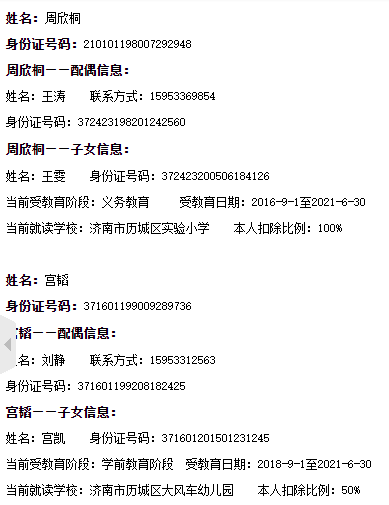 姓名：周欣桐
身份证号码：210101198007292948
周欣桐——配偶信息：
姓名：王涛 联系方式：15953369854
身份证号码：372423198201242560
周欣桐——子女信息：
姓名：王雯 身份证号码：372423200506184126
当前受教育阶段：义务教育 受教育日期：2016-9-1至2021-6-30
当前就读学校：济南市历城区实验小学 本人扣除比例：100%
姓名：宫韬
身份证号码：371601199009289736
宫韬——配偶信息：
姓名：刘静 联系方式：15953312563
身份证号码：371601199208182425
宫韬——子女信息：
姓名：宫凯 身份证号码：371601201501231245
当前受教育阶段：学前教育阶段 受教育日期：2018-9-1至2021-6-30
当前就读学校：济南市历城区大风车幼儿园 本人扣除比例：50%